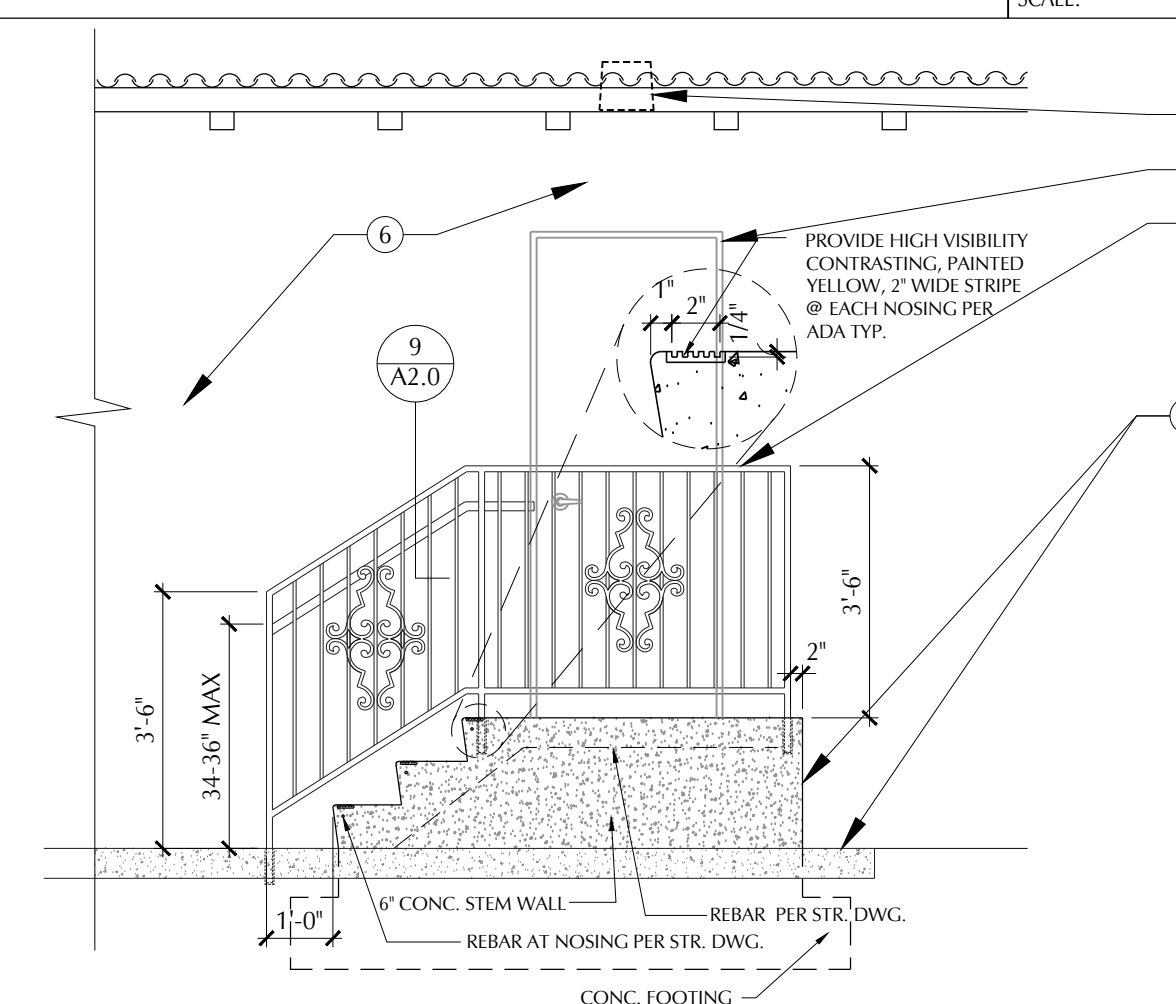 SCALE:
6
PROVIDE HIGH VISIBILITY
CONTRASTING, PAINTED
YELLOW, 2" WIDE STRIPE
@ EACH NOSING PER
ADA TYP.
1"
2"
1/4"
9
A2.0
3'-6"
2"
3'-6"
34-36" MAX
6" CONC. STEM WALL
REBAR PER STR. DWG.
1'-0"
REBAR AT NOSING PER STR. DWG.
CONC. FOOTING